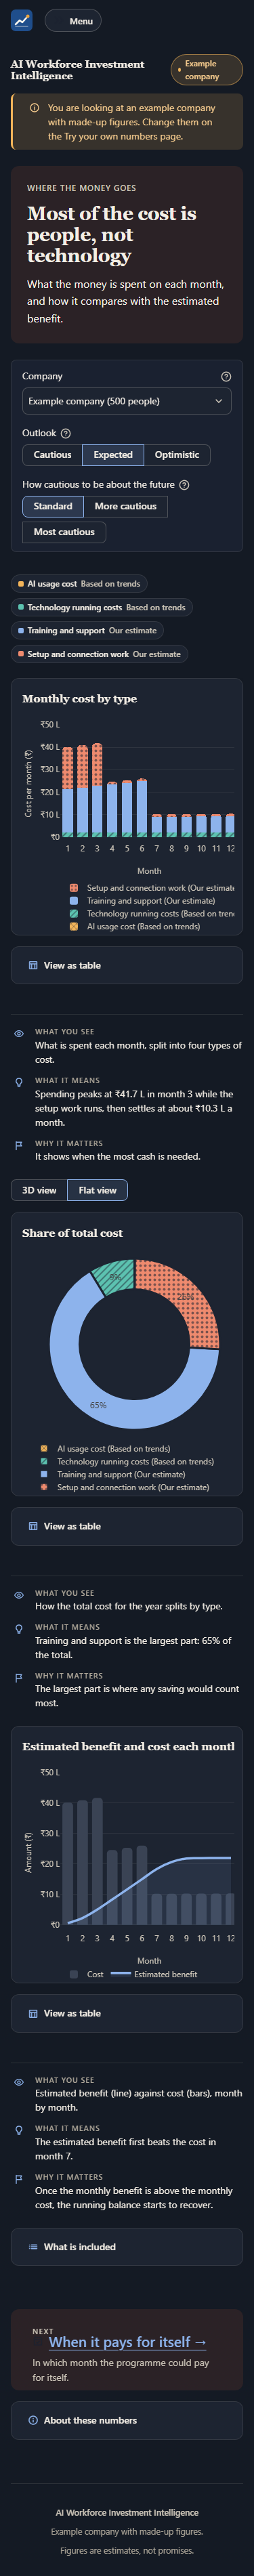 Menu
AI Workforce Investment
Intelligence
Example
company
You are looking at an example company
with made-up figures. Change them on
the Try your own numbers page.
WHERE THE MONEY GOES
Most of the cost is
people, not
technology
What the money is spent on each month,
and how it compares with the estimated
benefit.
Company
Example company (500 people)
Outlook
Cautious Expected Optimistic
How cautious to be about the future
Standard More cautious
Most cautious
AI usage cost Based on trends
Technology running costs Based on trends
Training and support Our estimate
Setup and connection work Our estimate
Monthly cost by type
Cost per month (₹)
₹50 L
₹40 L
₹30 L
₹20 L
₹10 L
₹0
1 2 3 4 5 6 7 8 9 10 11 12
Month
Setup and connection work (Our estimate
Training and support (Our estimate)
Technology running costs (Based on tren
AI usage cost (Based on trends)
View as table
WHAT YOU SEE
What is spent each month, split into four types of
cost.
WHAT IT MEANS
Spending peaks at ₹41.7 L in month 3 while the
setup work runs, then settles at about ₹10.3 L a
month.
WHY IT MATTERS
It shows when the most cash is needed.
3D view Flat view
Share of total cost
9%
26%
65%
AI usage cost (Based on trends)
Technology running costs (Based on trends)
Training and support (Our estimate)
Setup and connection work (Our estimate)
View as table
WHAT YOU SEE
How the total cost for the year splits by type.
WHAT IT MEANS
Training and support is the largest part: 65% of
the total.
WHY IT MATTERS
The largest part is where any saving would count
most.
Estimated benefit and cost each month
Amount (₹)
₹50 L
₹40 L
₹30 L
₹20 L
₹10 L
₹0
1 2 3 4 5 6 7 8 9 10 11 12
Month
Cost Estimated benefit
View as table
WHAT YOU SEE
Estimated benefit (line) against cost (bars), month
by month.
WHAT IT MEANS
The estimated benefit first beats the cost in
month 7.
WHY IT MATTERS
Once the monthly benefit is above the monthly
cost, the running balance starts to recover.
What is included
NEXT
When it pays for itself →
In which month the programme could pay
for itself.
About these numbers
AI Workforce Investment Intelligence
Example company with made-up figures.
Figures are estimates, not promises.